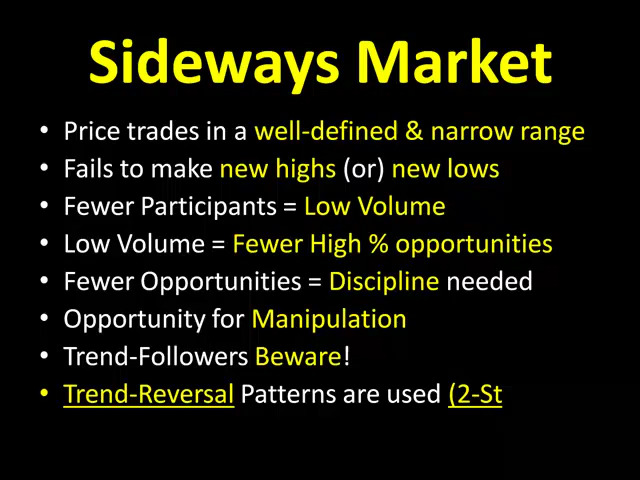 Sideways Market
• Price trades in a well-defined & narrow range
• Fails to make new highs (or) new lows
• Fewer Participants = Low Volume
• Low Volume = Fewer High % opportunities
• Fewer Opportunities = Discipline needed
• Opportunity for Manipulation
• Trend-Followers Beware!
• Trend-Reversal Patterns are used (2-St